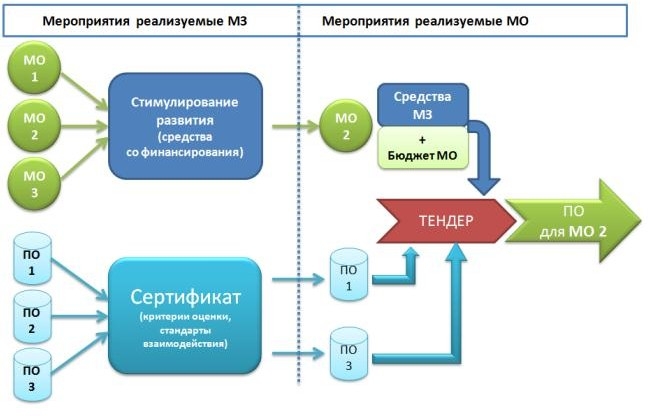 Мероприятия реализуемые МЗ
Мероприятия реализуемые МО
МО
1
МО
2
МО
3
Стимулирование
развития
(средства
со финансирования)
МО
2
Средства
МЗ
+
Бюджет МО
ТЕНДЕР
ПО
для МО 2
ПО
1
ПО
2
ПО
3
Сертификат
(критерии оценки,
стандарты
взаимодействия)
ПО
1
ПО
3